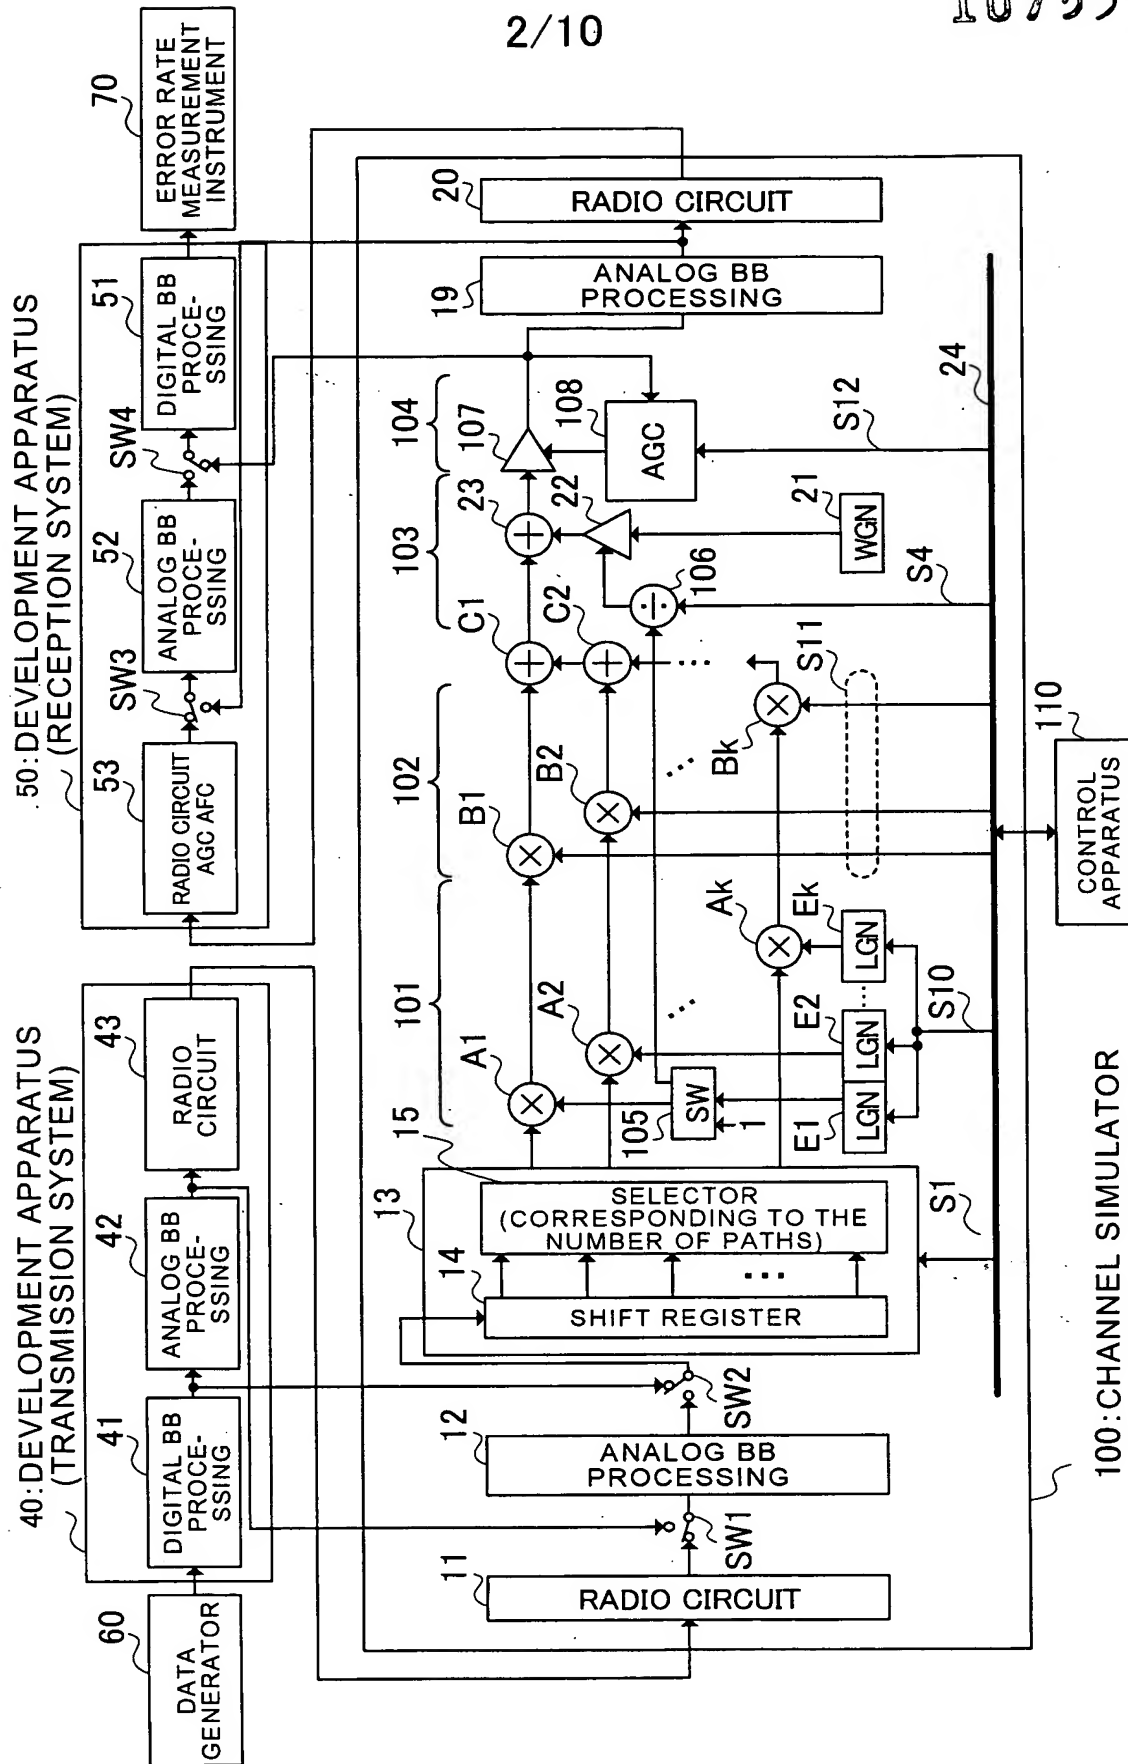 2/10
40:DEVELOPMENT APPARATUS
(TRANSMISSION SYSTEM)
50:DEVELOPMENT APPARATUS
(RECEPTION SYSTEM)
60
DATA
GENERATOR
41
DIGITAL BB
PROCE-
SSING
42
ANALOG BB
PROCE-
SSING
43
RADIO
CIRCUIT
53
RADIO CIRCUIT
AGC AFC
SW3
52
ANALOG BB
PROCE-
SSING
SW4
51
DIGITAL BB
PROCE-
SSING
70
ERROR RATE
MEASUREMENT
INSTRUMENT
11
RADIO CIRCUIT
SW1
12
ANALOG BB
PROCESSING
SW2
13
14
SHIFT REGISTER
15
SELECTOR
(CORRESPONDING TO THE
NUMBER OF PATHS)
101
102
103
104
A1
A2
Ak
B1
B2
Bk
C1
C2
23
22
107
108
AGC
106
105
SW
1
E1
LGN
E2
LGN
Ek
LGN
21
WGN
19
ANALOG BB
PROCESSING
20
RADIO CIRCUIT
S1
S10
S11
S4
S12
24
110
CONTROL
APPARATUS
100:CHANNEL SIMULATOR